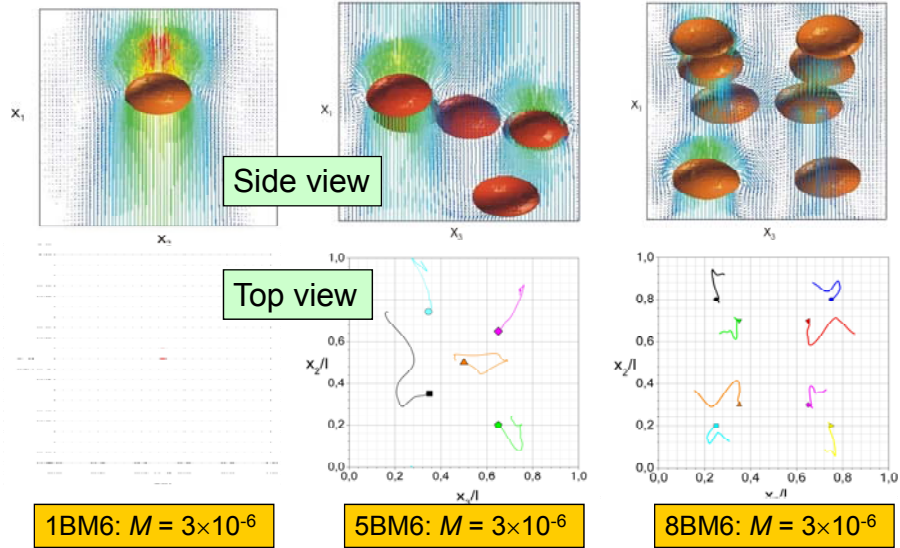 x₁
x₁
x₁
Side view
X₃
X₃
Top view
1,0
0,8
0,6
x₂/l
0,4
0,2
0,0
0,0
0,2
0,4
0,6
0,8
1,0
x₃/l
1,0
0,8
0,6
x₂/l
0,4
0,2
0,0
0,0
0,2
0,4
0,6
0,8
1,0
1BM6: M = 3×10⁻⁶
5BM6: M = 3×10⁻⁶
8BM6: M = 3×10⁻⁶